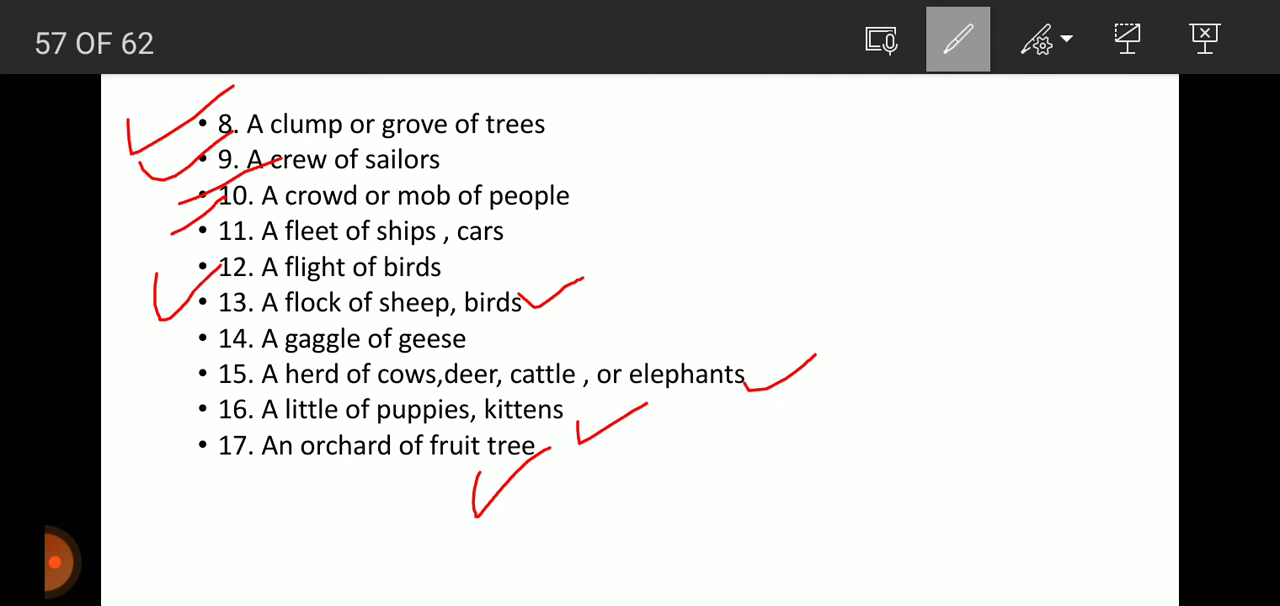 57 OF 62
• 8. A clump or grove of trees
• 9. A crew of sailors
• 10. A crowd or mob of people
• 11. A fleet of ships , cars
• 12. A flight of birds
• 13. A flock of sheep, birds
• 14. A gaggle of geese
• 15. A herd of cows,deer, cattle , or elephants
• 16. A little of puppies, kittens
• 17. An orchard of fruit tree